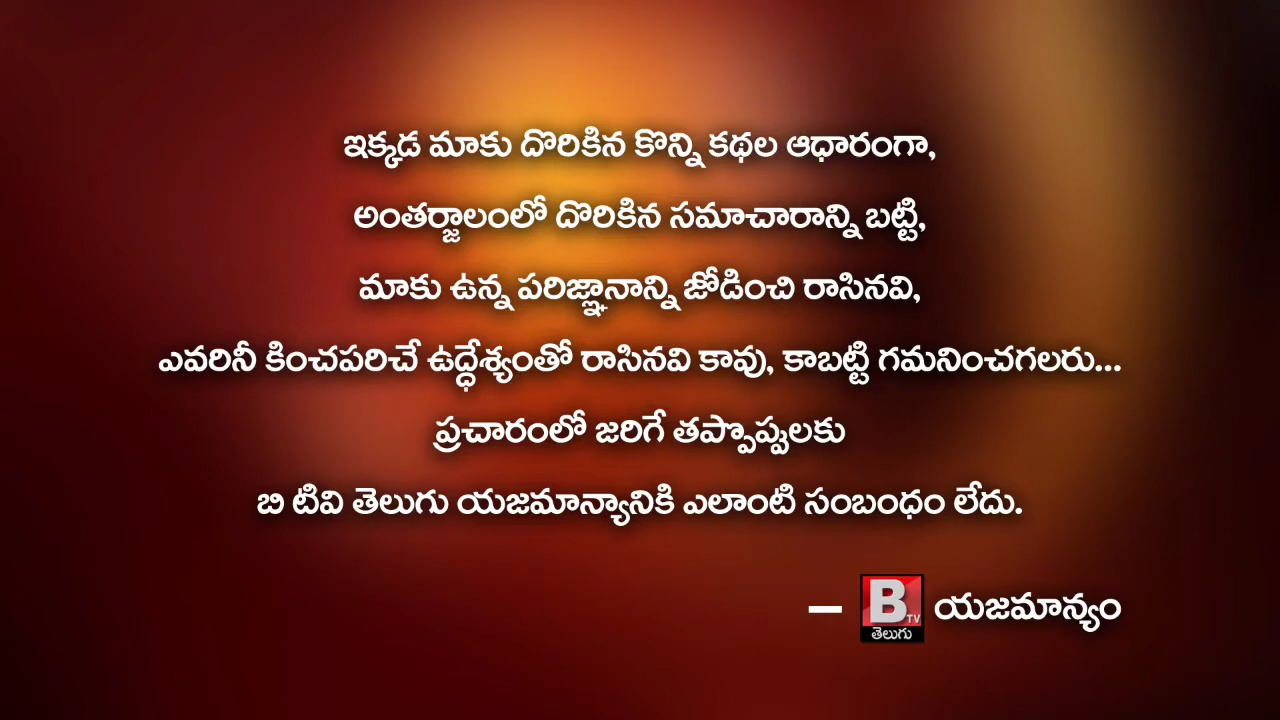 ఇక్కడ మాకు దొరికిన కొన్ని కథల ఆధారంగా,
అంతర్జాలంలో దొరికిన సమాచారాన్ని బట్టి,
మాకు ఉన్న పరిజ్ఞానాన్ని జోడించి రాసినవి,
ఎవరినీ కించపరిచే ఉద్ధేశ్యంతో రాసినవి కావు, కాబట్టి గమనించగలరు...
ప్రచారంలో జరిగే తప్పొప్పులకు
బి టివి తెలుగు యజమాన్యానికి ఎలాంటి సంబంధం లేదు.
– B TV తెలుగు యజమాన్యం